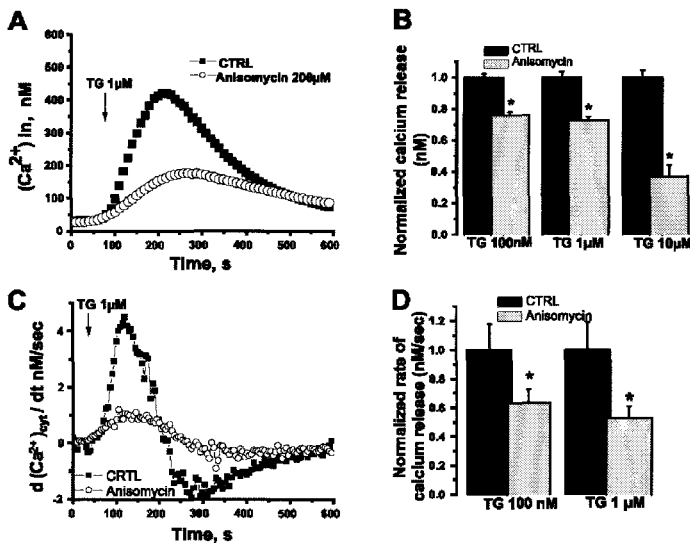 A
(Ca2+) in, nM
600
500
400
300
200
100
0
TG 1µM
CTRL
Anisomycin 200µM
0 100 200 300 400 500 600
Time, s
B
Normalized calcium release
(nM)
1.0
0.8
0.6
0.4
0.2
0.0
CTRL
Anisomycin
*
*
*
TG 100nM TG 1µM TG 10µM
C
d (Ca2+)cyt / dt nM/sec
4
2
0
-2
TG 1µM
CRTL
Anisomycin
0 100 200 300 400 500 600
Time, s
D
Normalized rate of
calcium release (nM/sec)
1.2
1.0
0.8
0.6
0.4
0.2
0.0
CTRL
Anisomycin
*
*
TG 100 nM TG 1 µM